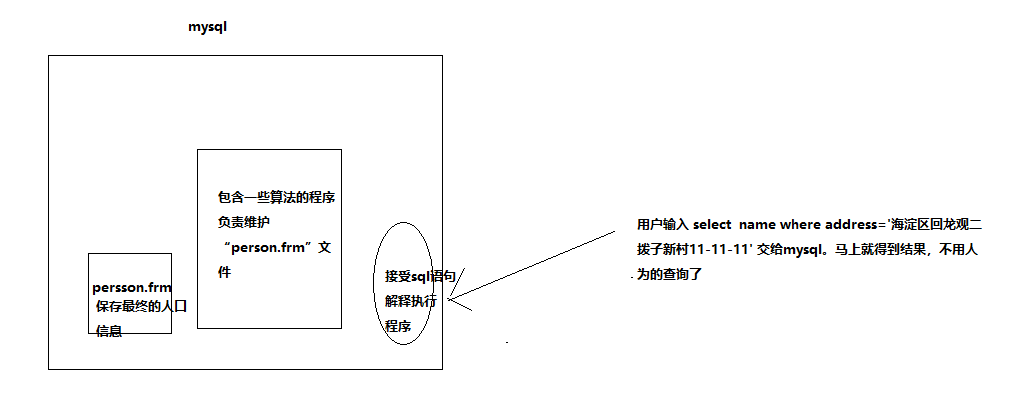 mysql
包含一些算法的程序
负责维护
“person.frm”文
件
persson.frm
保存最终的人口
信息
接受sql语句
解释执行
程序
用户输入 select  name where address='海淀区回龙观二
拨子新村11-11-11' 交给mysql。马上就得到结果，不用人
为的查询了